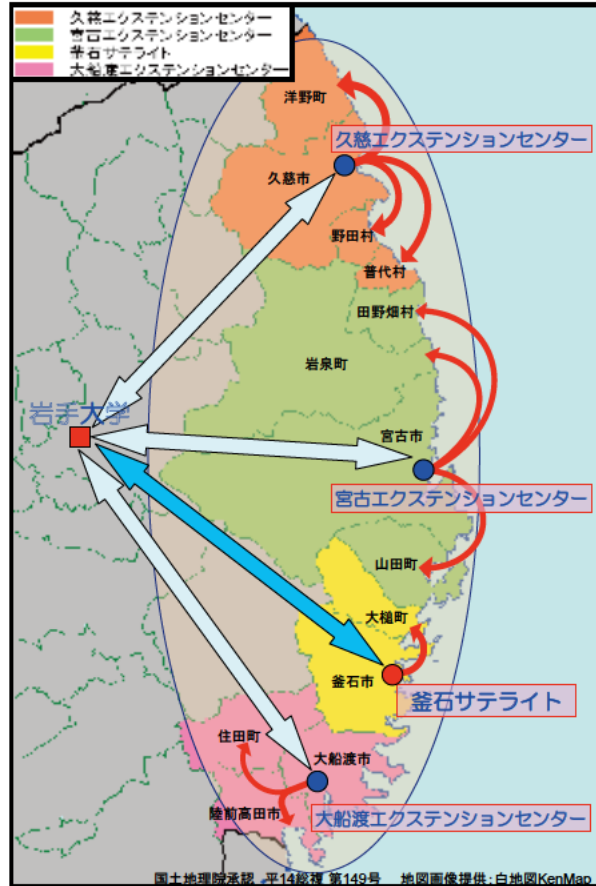 久慈エクステンションセンター
宮古エクステンションセンター
釜石サテライト
大船渡エクステンションセンター
洋野町
久慈エクステンションセンター
久慈市
野田村
普代村
田野畑村
岩泉町
岩手大学
宮古市
宮古エクステンションセンター
山田町
大槌町
釜石市
釜石サテライト
住田町
大船渡市
陸前高田市
大船渡エクステンションセンター
国土地理院承認 平14総複 第149号 地図画像提供:白地図KenMap